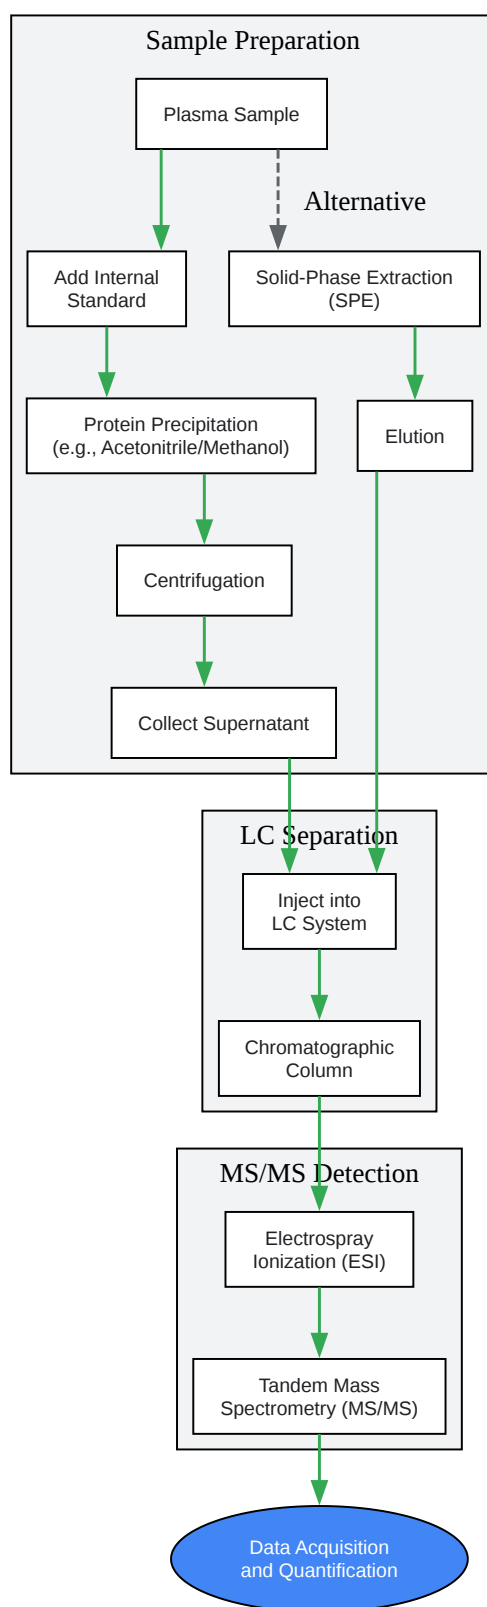 Sample Preparation
Plasma Sample
Alternative
Add Internal
Standard
Solid-Phase Extraction
(SPE)
Protein Precipitation
(e.g., Acetonitrile/Methanol)
Elution
Centrifugation
Collect Supernatant
LC Separation
Inject into
LC System
Chromatographic
Column
MS/MS Detection
Electrospray
Ionization (ESI)
Tandem Mass
Spectrometry (MS/MS)
Data Acquisition
and Quantification